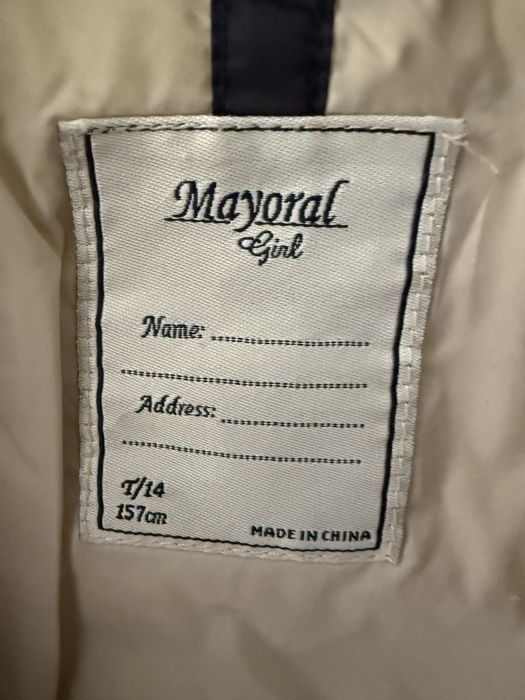 Mayoral
Girl
Name:
Address:
T/14
157cm
MADE IN CHINA